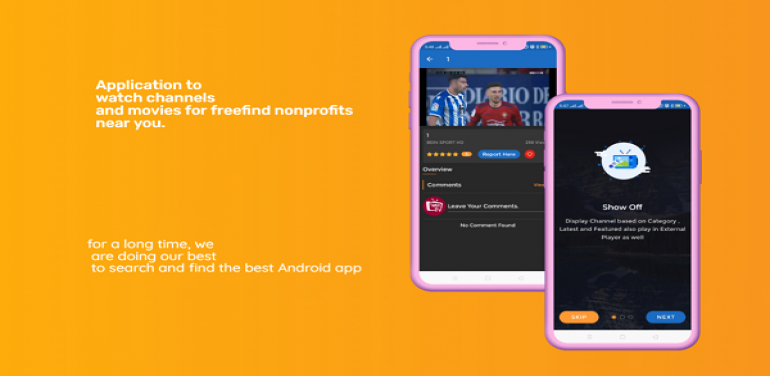 Application to
watch channels
and movies for freefind nonprofits
near you.
for a long time, we
are doing our best
to search and find the best Android app
1
1
BEIN SPORT HD
Report Here
Overview
Comments
Leave Your Comments.
No Comment Found
Show Off
Display Channel based on Category ,
Latest and Featured also play in External
Player as well
SKIP
NEXT